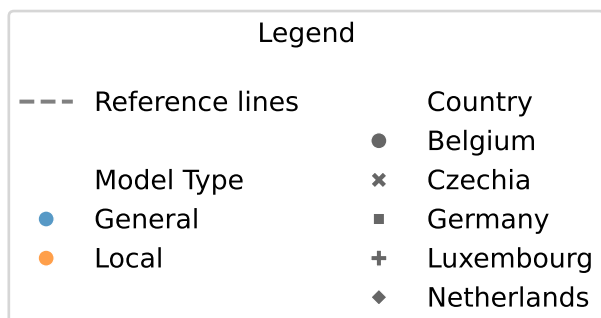 Legend
Reference lines
Model Type
General
Local
Country
Belgium
Czechia
Germany
Luxembourg
Netherlands